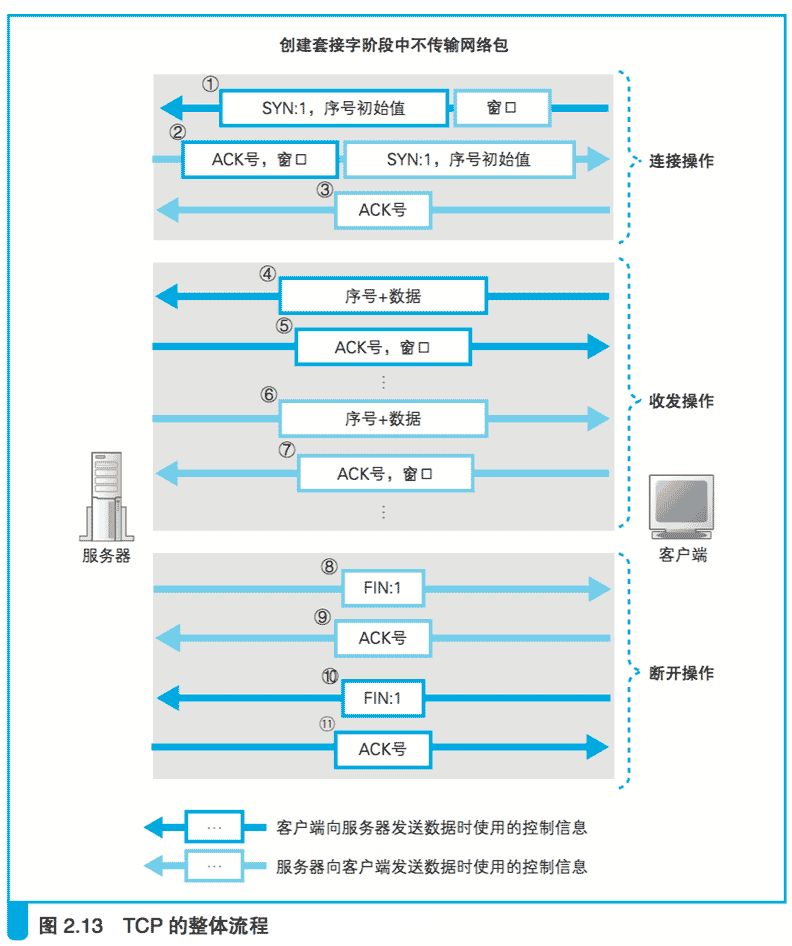 创建套接字阶段中不传输网络包
①
SYN:1，序号初始值
窗口
②
ACK号，窗口
SYN:1，序号初始值
③
ACK号
连接操作
④
序号+数据
⑤
ACK号，窗口
⋮
⑥
序号+数据
⑦
ACK号，窗口
⋮
收发操作
服务器
客户端
⑧
FIN:1
⑨
ACK号
⑩
FIN:1
⑪
ACK号
断开操作
… 客户端向服务器发送数据时使用的控制信息
… 服务器向客户端发送数据时使用的控制信息
图 2.13 TCP 的整体流程